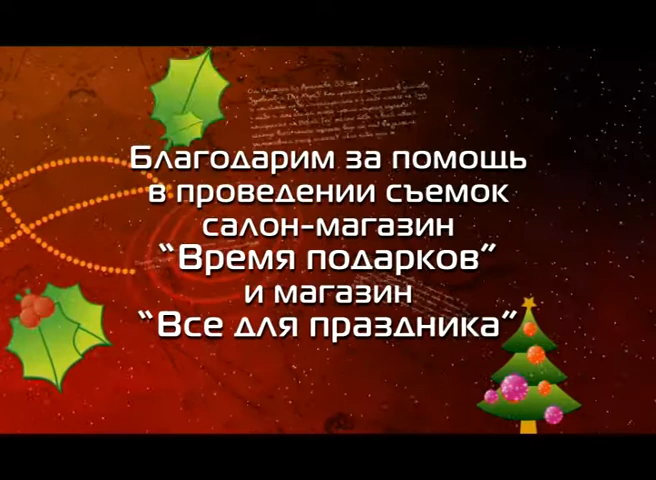 Благодарим за помощь
в проведении съемок
салон-магазин
“Время подарков”
и магазин
“Все для праздника”